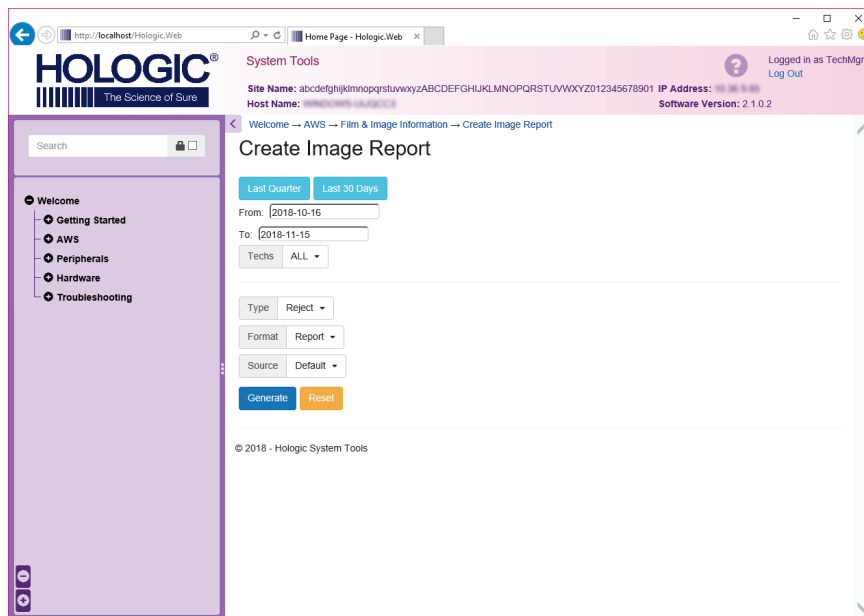 http://localhost/Hologic.Web
Home Page - Hologic.Web
HOLOGIC®
The Science of Sure
System Tools
Logged in as TechMgr
Log Out
Site Name: abcdefghijklmnopqrstuvwxyzABCDEFGHIJKLMNOPQRSTUVWXYZ012345678901 IP Address:
Host Name:
Software Version: 2.1.0.2
Welcome → AWS → Film & Image Information → Create Image Report
Search
Welcome
Getting Started
AWS
Peripherals
Hardware
Troubleshooting
Create Image Report
Last Quarter Last 30 Days
From: 2018-10-16
To: 2018-11-15
Techs ALL
Type Reject
Format Report
Source Default
Generate Reset
© 2018 - Hologic System Tools